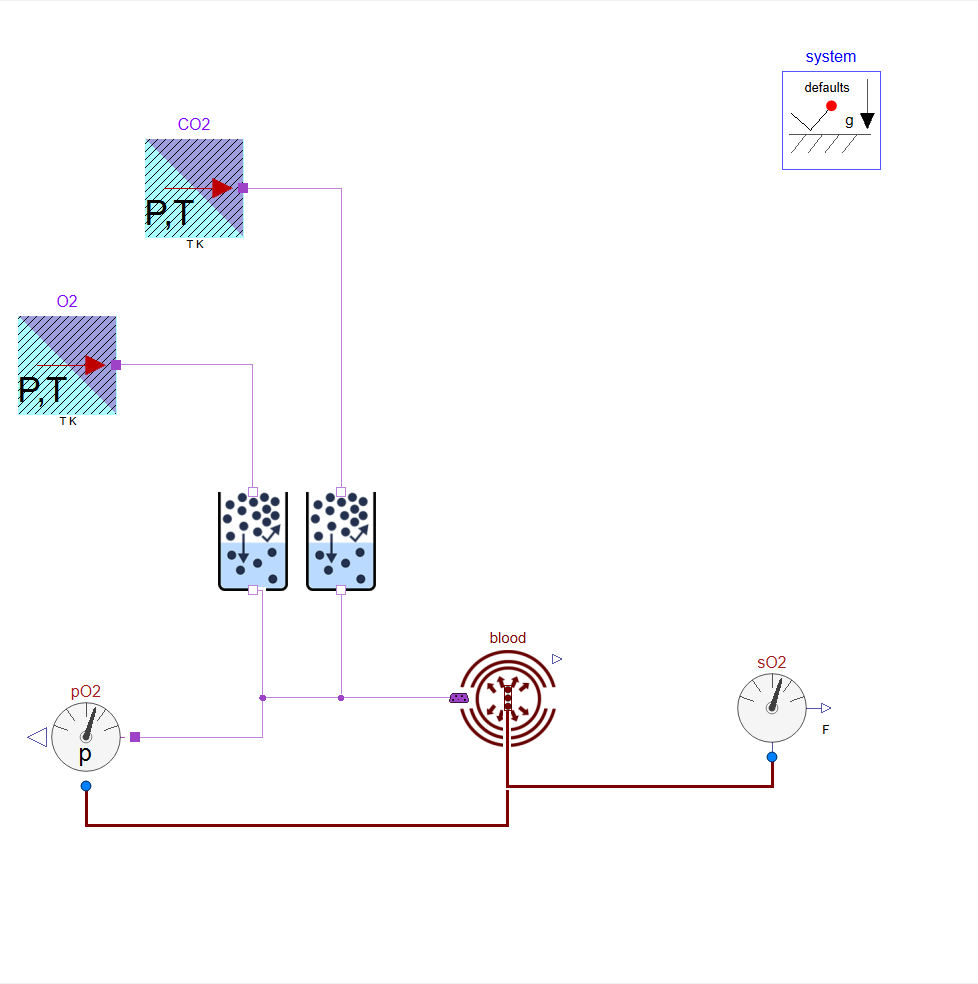 system
defaults
g
CO2
P,T
T K
O2
P,T
T K
blood
sO2
F
pO2
p